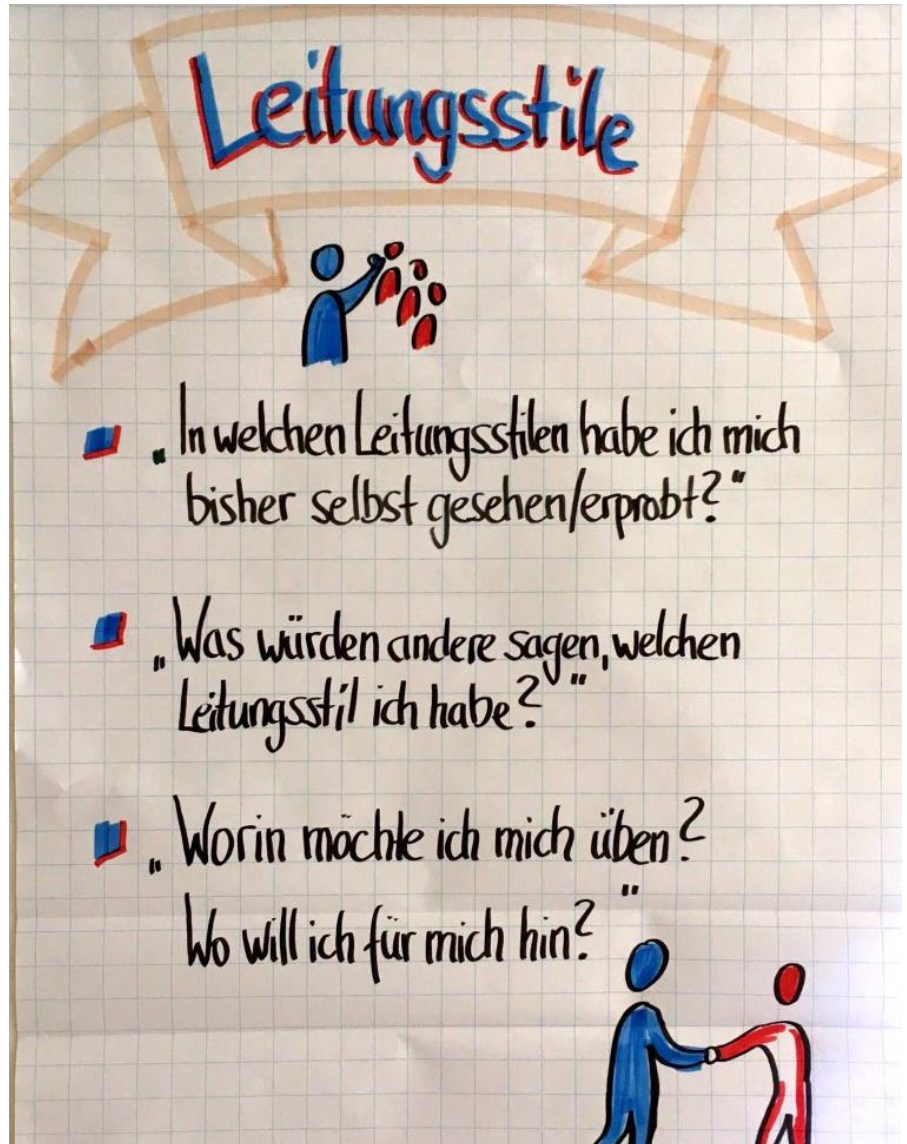 Leitungsstile
„In welchen Leitungsstilen habe ich mich
bisher selbst gesehen/erprobt?"
„Was würden andere sagen, welchen
Leitungsstil ich habe?"
„Worin möchte ich mich üben?
Wo will ich für mich hin?"